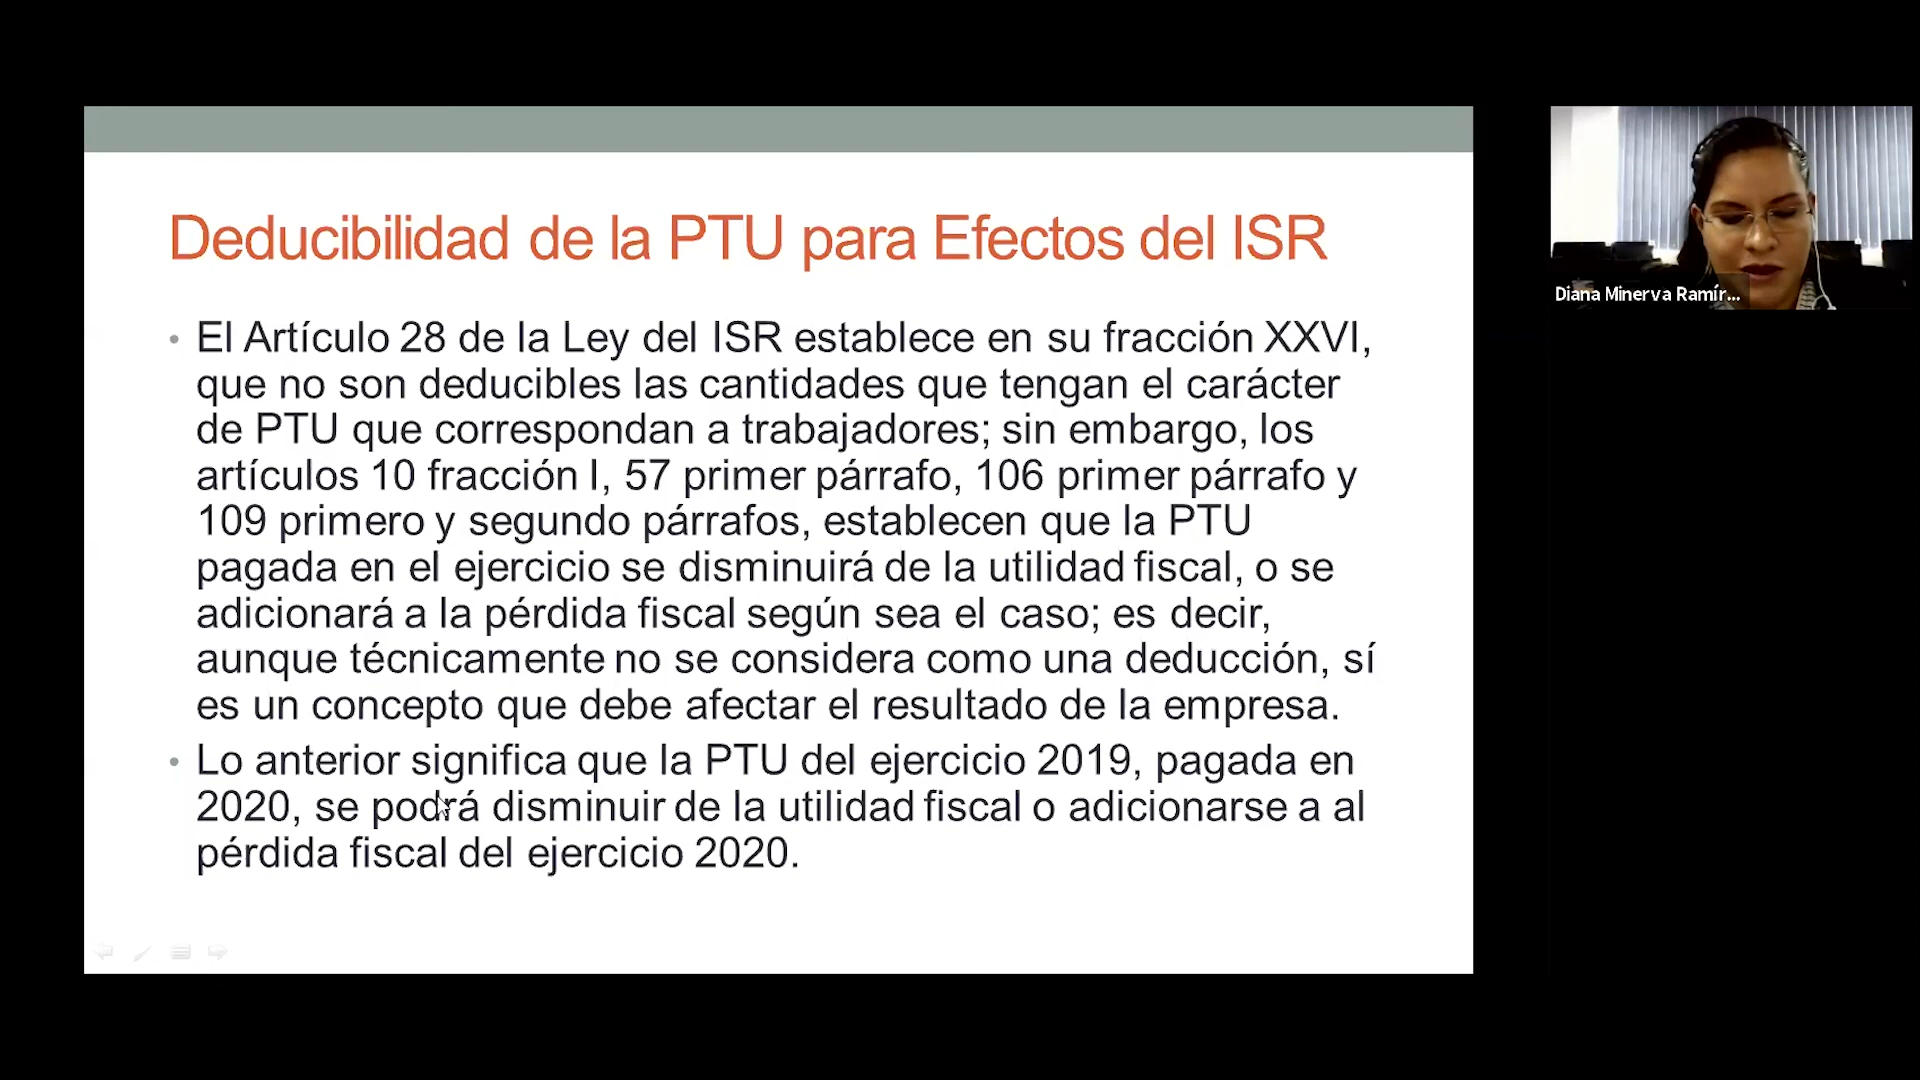 Deducibilidad de la PTU para Efectos del ISR
• El Artículo 28 de la Ley del ISR establece en su fracción XXVI,
que no son deducibles las cantidades que tengan el carácter
de PTU que correspondan a trabajadores; sin embargo, los
artículos 10 fracción I, 57 primer párrafo, 106 primer párrafo y
109 primero y segundo párrafos, establecen que la PTU
pagada en el ejercicio se disminuirá de la utilidad fiscal, o se
adicionará a la pérdida fiscal según sea el caso; es decir,
aunque técnicamente no se considera como una deducción, sí
es un concepto que debe afectar el resultado de la empresa.
• Lo anterior significa que la PTU del ejercicio 2019, pagada en
2020, se podrá disminuir de la utilidad fiscal o adicionarse a al
pérdida fiscal del ejercicio 2020.
Diana Minerva Ramír...